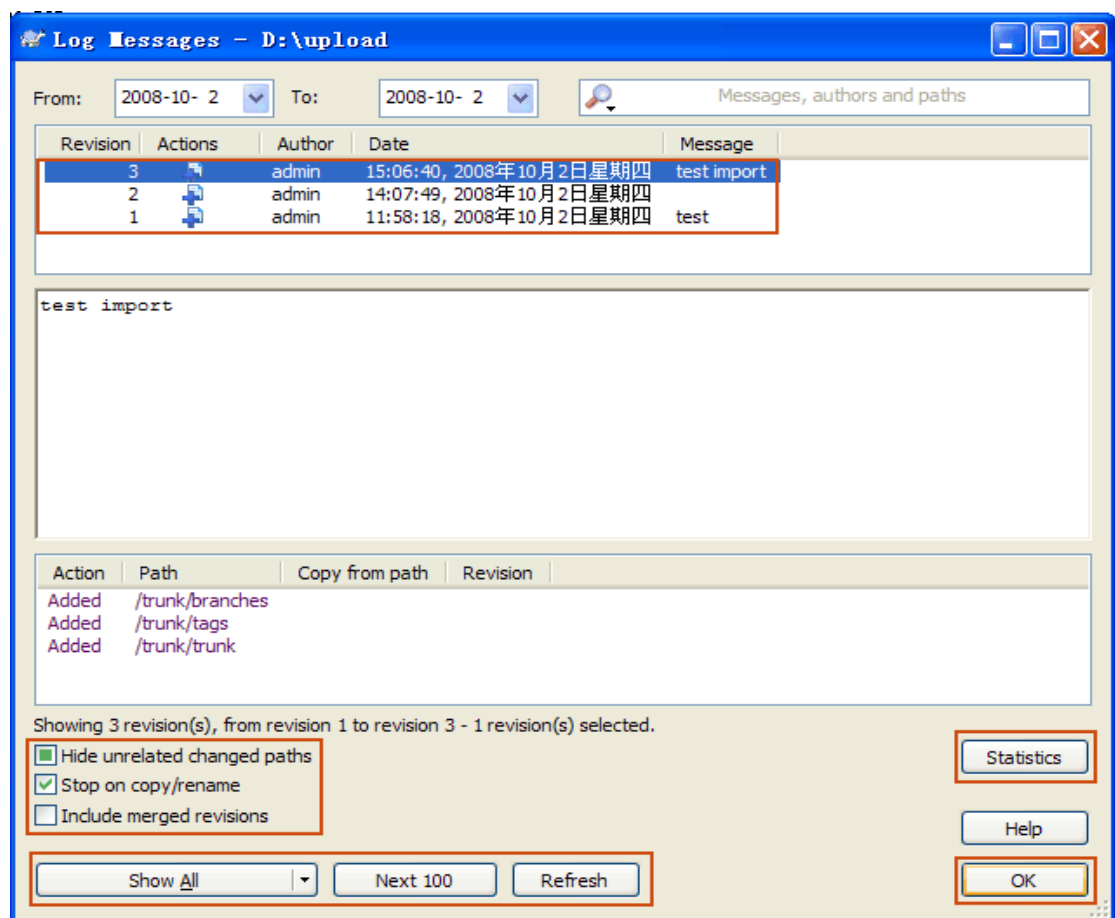 Log Messages - D:\upload
From: 2008-10- 2 To: 2008-10- 2 Messages, authors and paths
Revision Actions Author Date Message
3 admin 15:06:40, 2008年10月2日星期四 test import
2 admin 14:07:49, 2008年10月2日星期四
1 admin 11:58:18, 2008年10月2日星期四 test
test import
Action Path Copy from path Revision
Added /trunk/branches
Added /trunk/tags
Added /trunk/trunk
Showing 3 revision(s), from revision 1 to revision 3 - 1 revision(s) selected.
Hide unrelated changed paths
Statistics
Stop on copy/rename
Include merged revisions
Help
Show All Next 100 Refresh OK